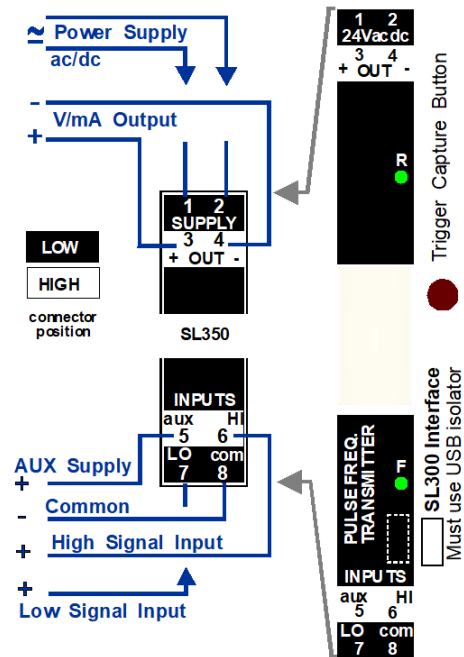 ~ Power Supply
ac/dc
- V/mA Output
+
1 2
SUPPLY
3 4
+ OUT -
LOW
HIGH
connector
position
SL350
INPUTS
aux HI
5 6
LO com
7 8
AUX Supply
+
- Common
+ High Signal Input
+
Low Signal Input
1 2
24Vacdc
3 4
+ OUT -
R
Trigger Capture Button
PULSE FREQ.
TRANSMITTER
F
SL300 Interface
Must use USB isolator
INPUTS
aux HI
5 6
LO com
7 8